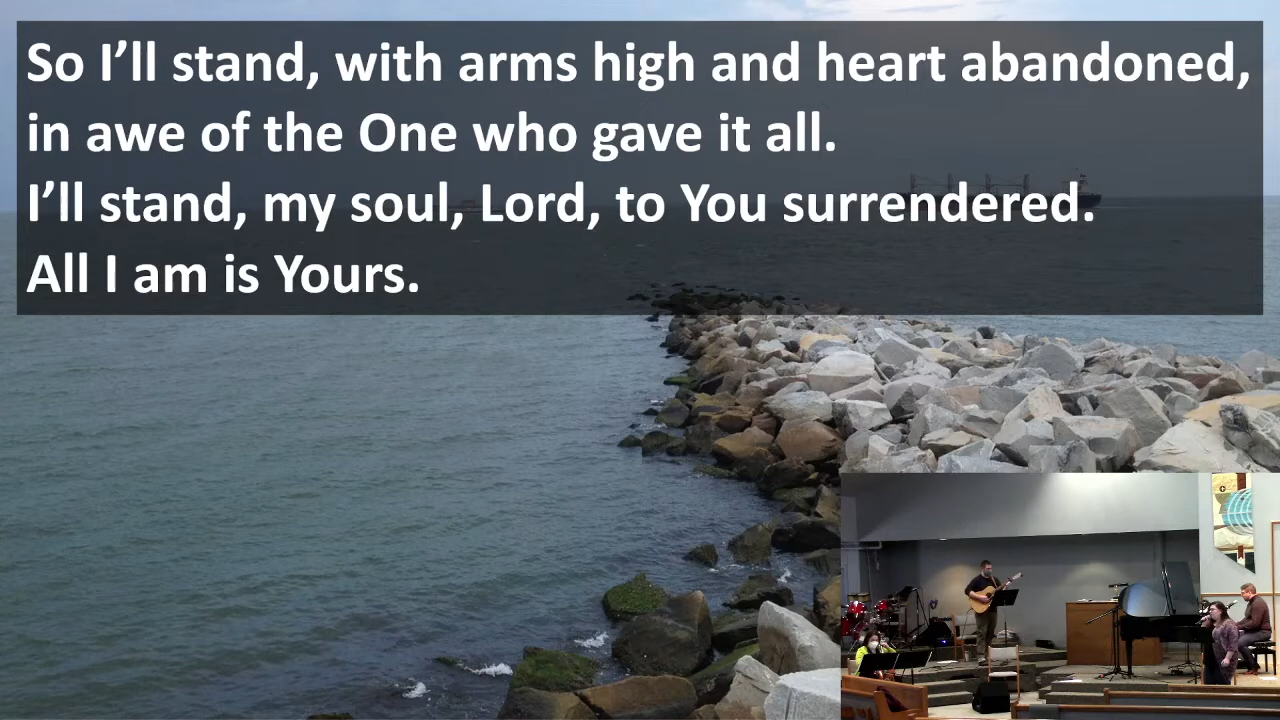 So I’ll stand, with arms high and heart abandoned,
in awe of the One who gave it all.
I’ll stand, my soul, Lord, to You surrendered.
All I am is Yours.